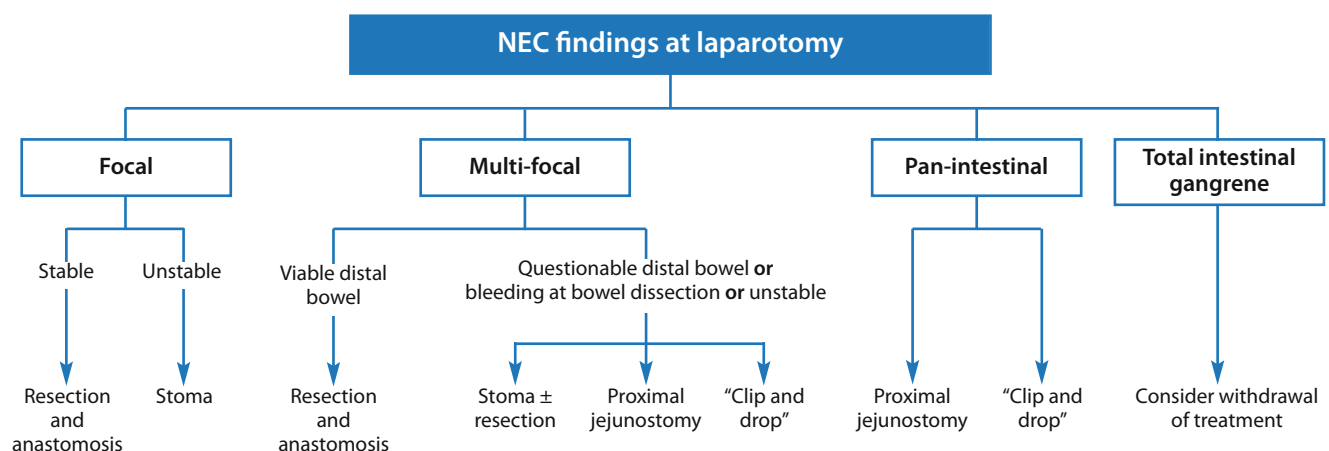 NEC findings at laparotomy
Focal
Multi-focal
Pan-intestinal
Total intestinal
gangrene
Stable
Unstable
Viable distal
bowel
Questionable distal bowel or
bleeding at bowel dissection or unstable
Resection
and
anastomosis
Stoma
Resection
and
anastomosis
Stoma ±
resection
Proximal
jejunostomy
“Clip and
drop”
Proximal
jejunostomy
“Clip and
drop”
Consider withdrawal
of treatment